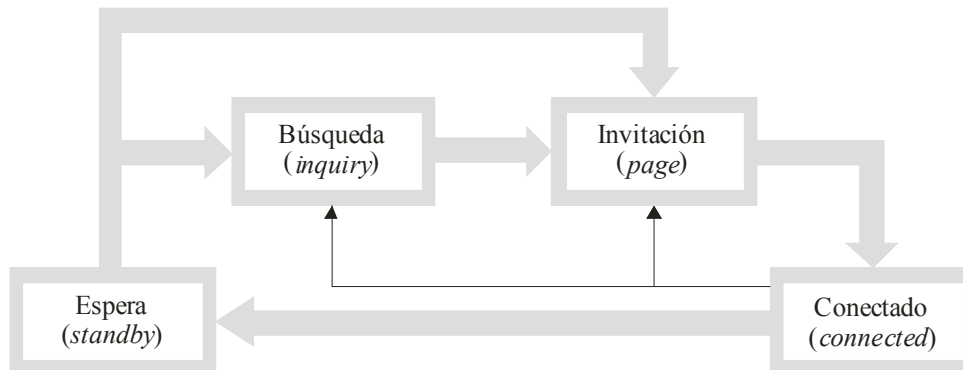 Búsqueda
(inquiry)
Invitación
(page)
Espera
(standby)
Conectado
(connected)